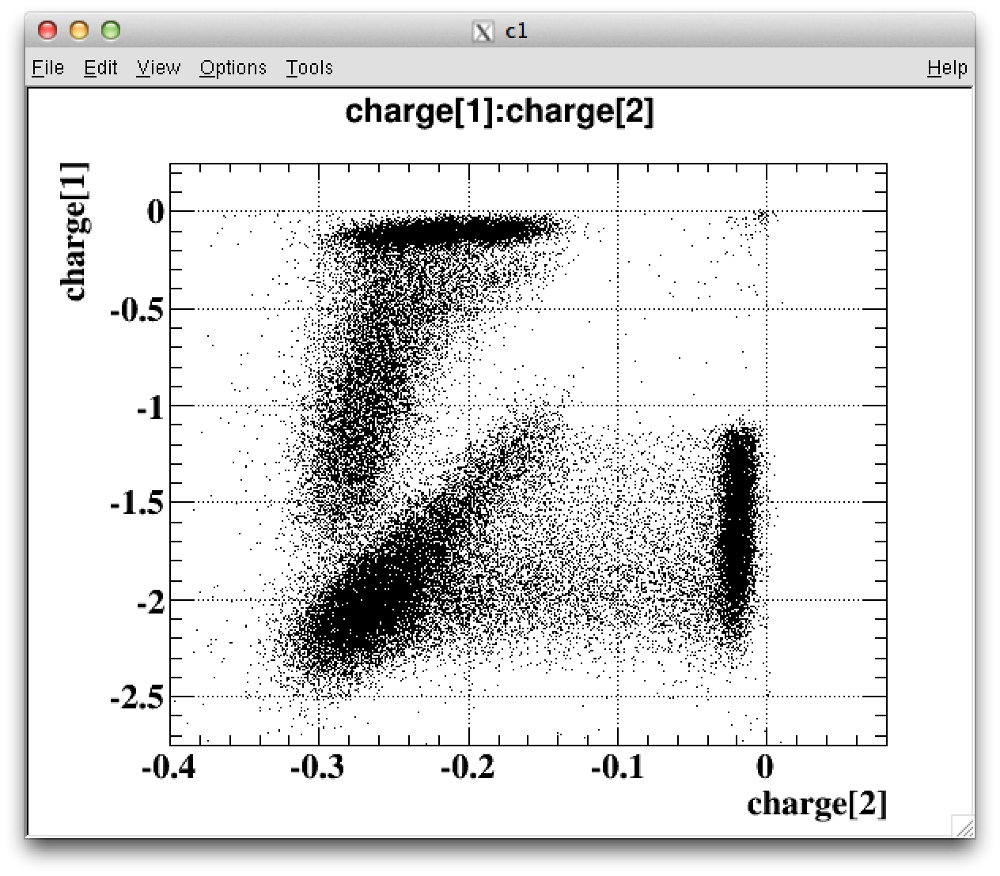 c1
File Edit View Options Tools Help
charge[1]:charge[2]
charge[1]
0
-0.5
-1
-1.5
-2
-2.5
-0.4 -0.3 -0.2 -0.1 0
charge[2]